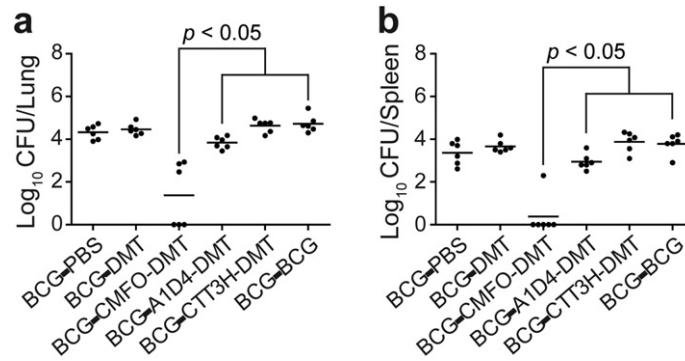 a
p < 0.05
Log10 CFU/Lung
8
6
4
2
0
BCG-PBS
BCG-DMT
BCG-CMFO-DMT
BCG-A1D4-DMT
BCG-CTT3H-DMT
BCG-BCG
b
p < 0.05
Log10 CFU/Spleen
8
6
4
2
0
BCG-PBS
BCG-DMT
BCG-CMFO-DMT
BCG-A1D4-DMT
BCG-CTT3H-DMT
BCG-BCG